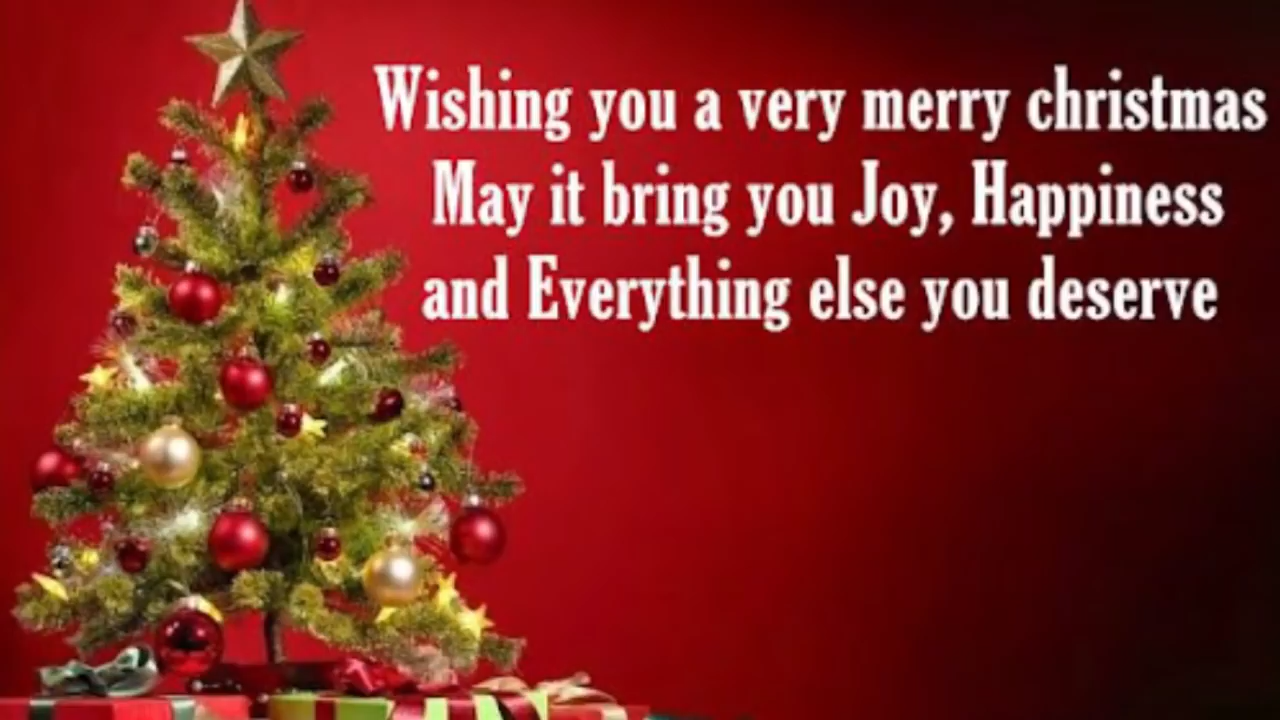 Wishing you a very merry christmas
May it bring you Joy, Happiness
and Everything else you deserve